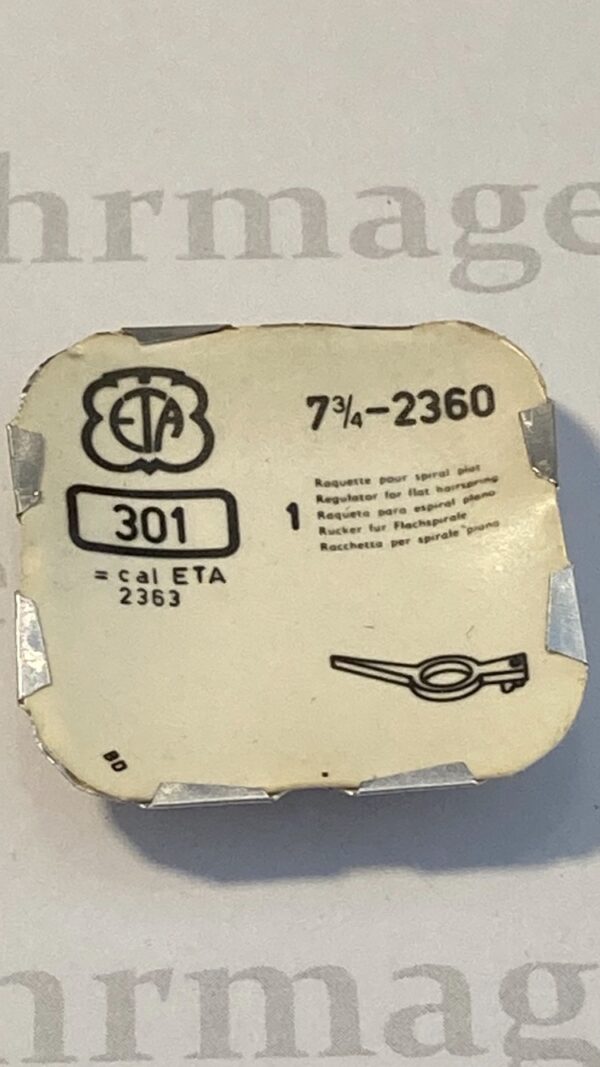 hrmage
ETA
7¾-2360
301
= cal ETA
2363
1
Raquette pour spiral plat
Regulator for flat hairspring
Raqueta para espiral plano
Rucker fur Flachspirale
Racchetta per spirale piano
BD
hrmag